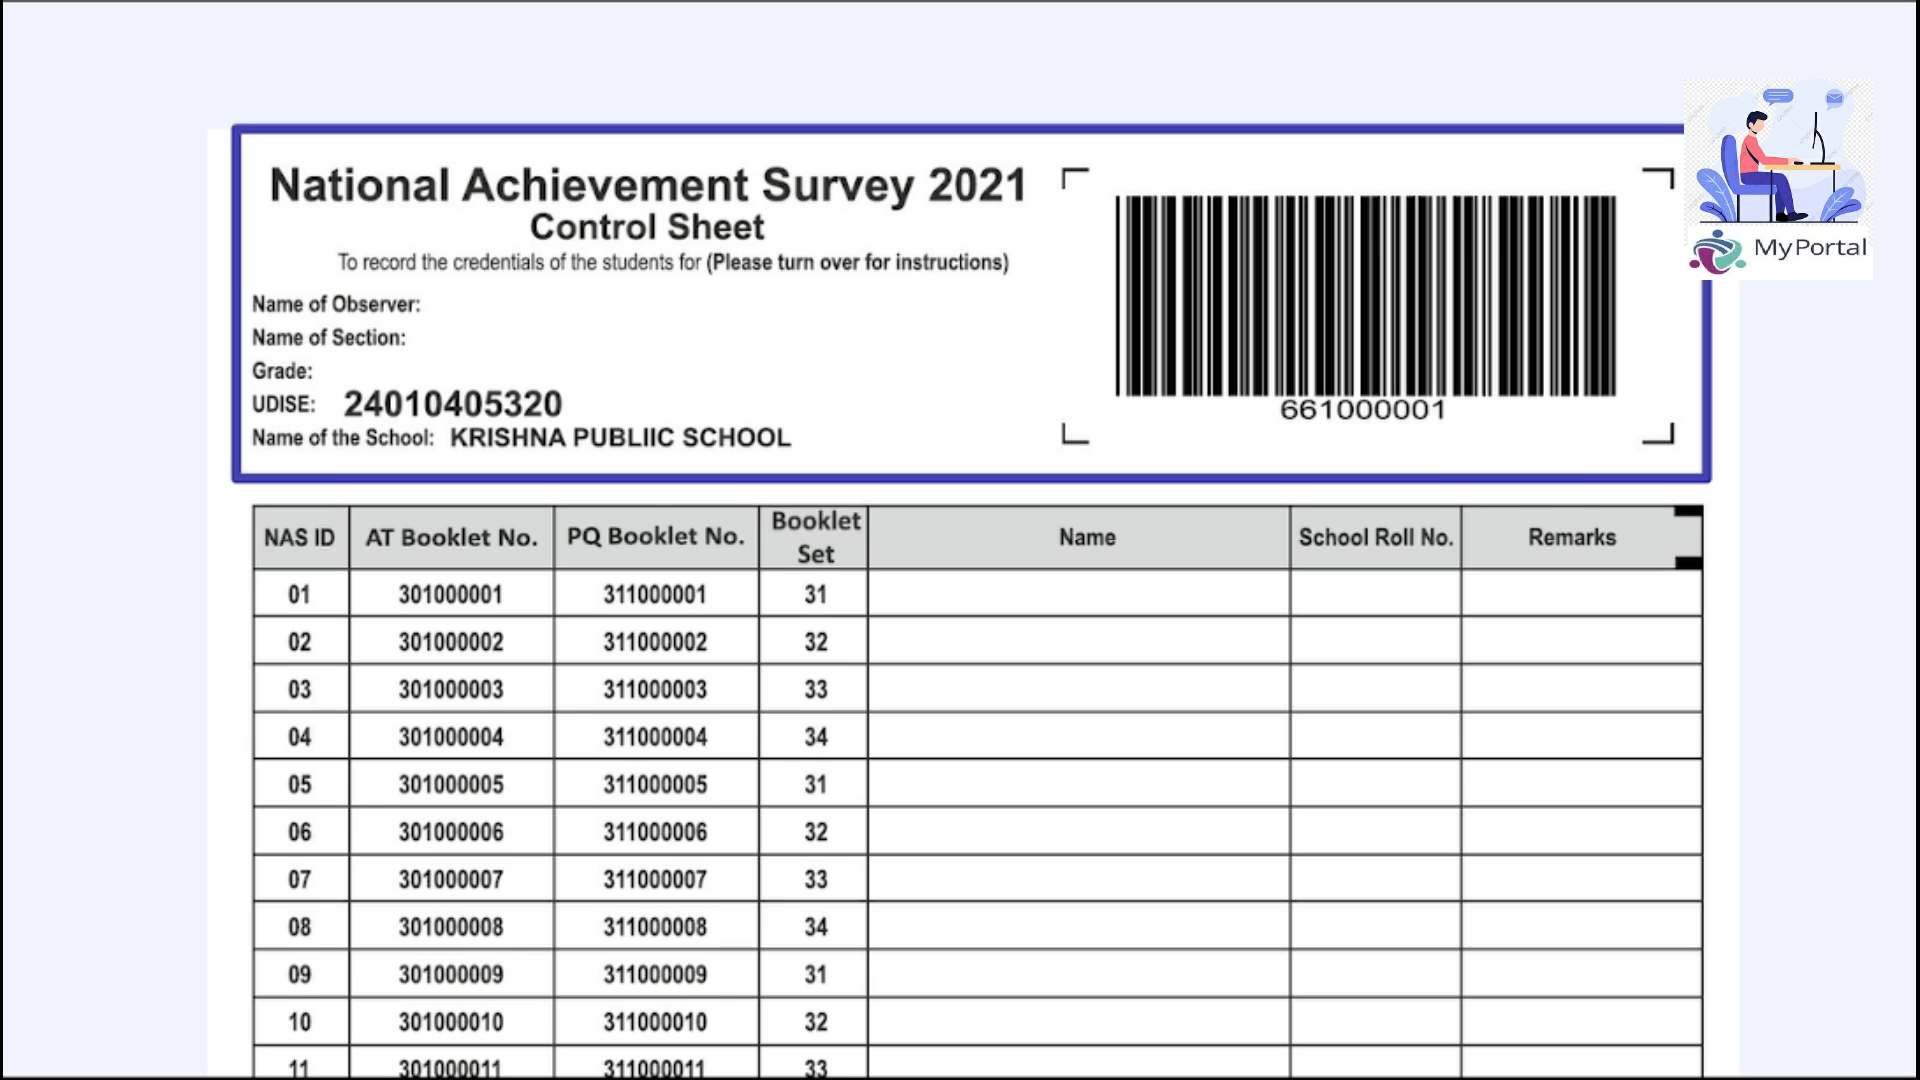 National Achievement Survey 2021
Control Sheet
To record the credentials of the students for (Please turn over for instructions)
Name of Observer:
Name of Section:
Grade:
UDISE: 24010405320
Name of the School: KRISHNA PUBLIIC SCHOOL
661000001
MyPortal
NAS ID AT Booklet No. PQ Booklet No. Booklet Set Name School Roll No. Remarks
01 301000001 311000001 31
02 301000002 311000002 32
03 301000003 311000003 33
04 301000004 311000004 34
05 301000005 311000005 31
06 301000006 311000006 32
07 301000007 311000007 33
08 301000008 311000008 34
09 301000009 311000009 31
10 301000010 311000010 32
11 301000011 311000011 33